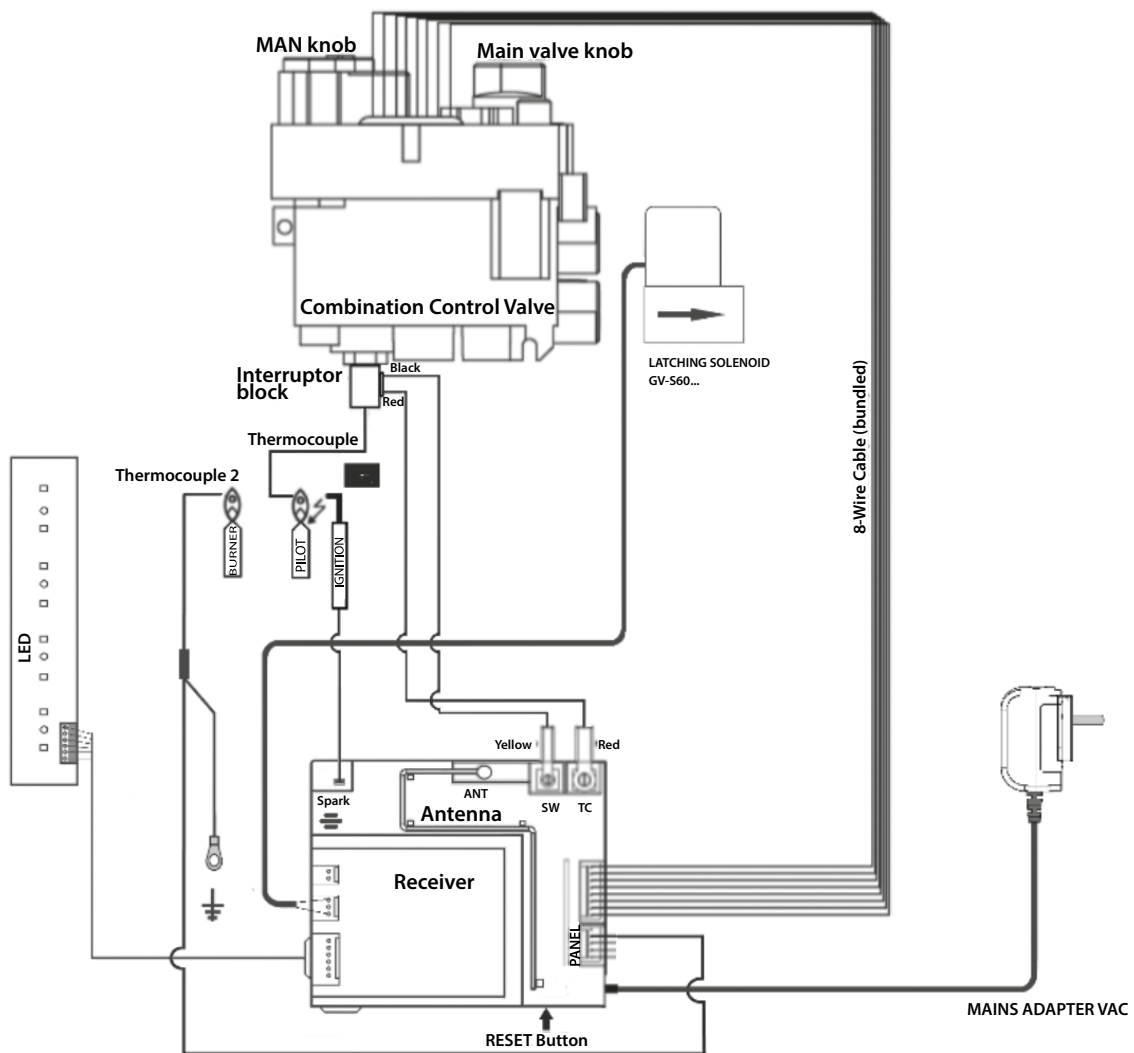 MAN knob
Main valve knob
Combination Control Valve
LATCHING SOLENOID
GV-S60...
8-Wire Cable (bundled)
Interruptor
block
Black
Red
Thermocouple
Thermocouple 2
BURNER
PILOT
IGNITION
LED
Yellow
Red
Spark
ANT
SW
TC
Antenna
Receiver
PANEL
RESET Button
MAINS ADAPTER VAC